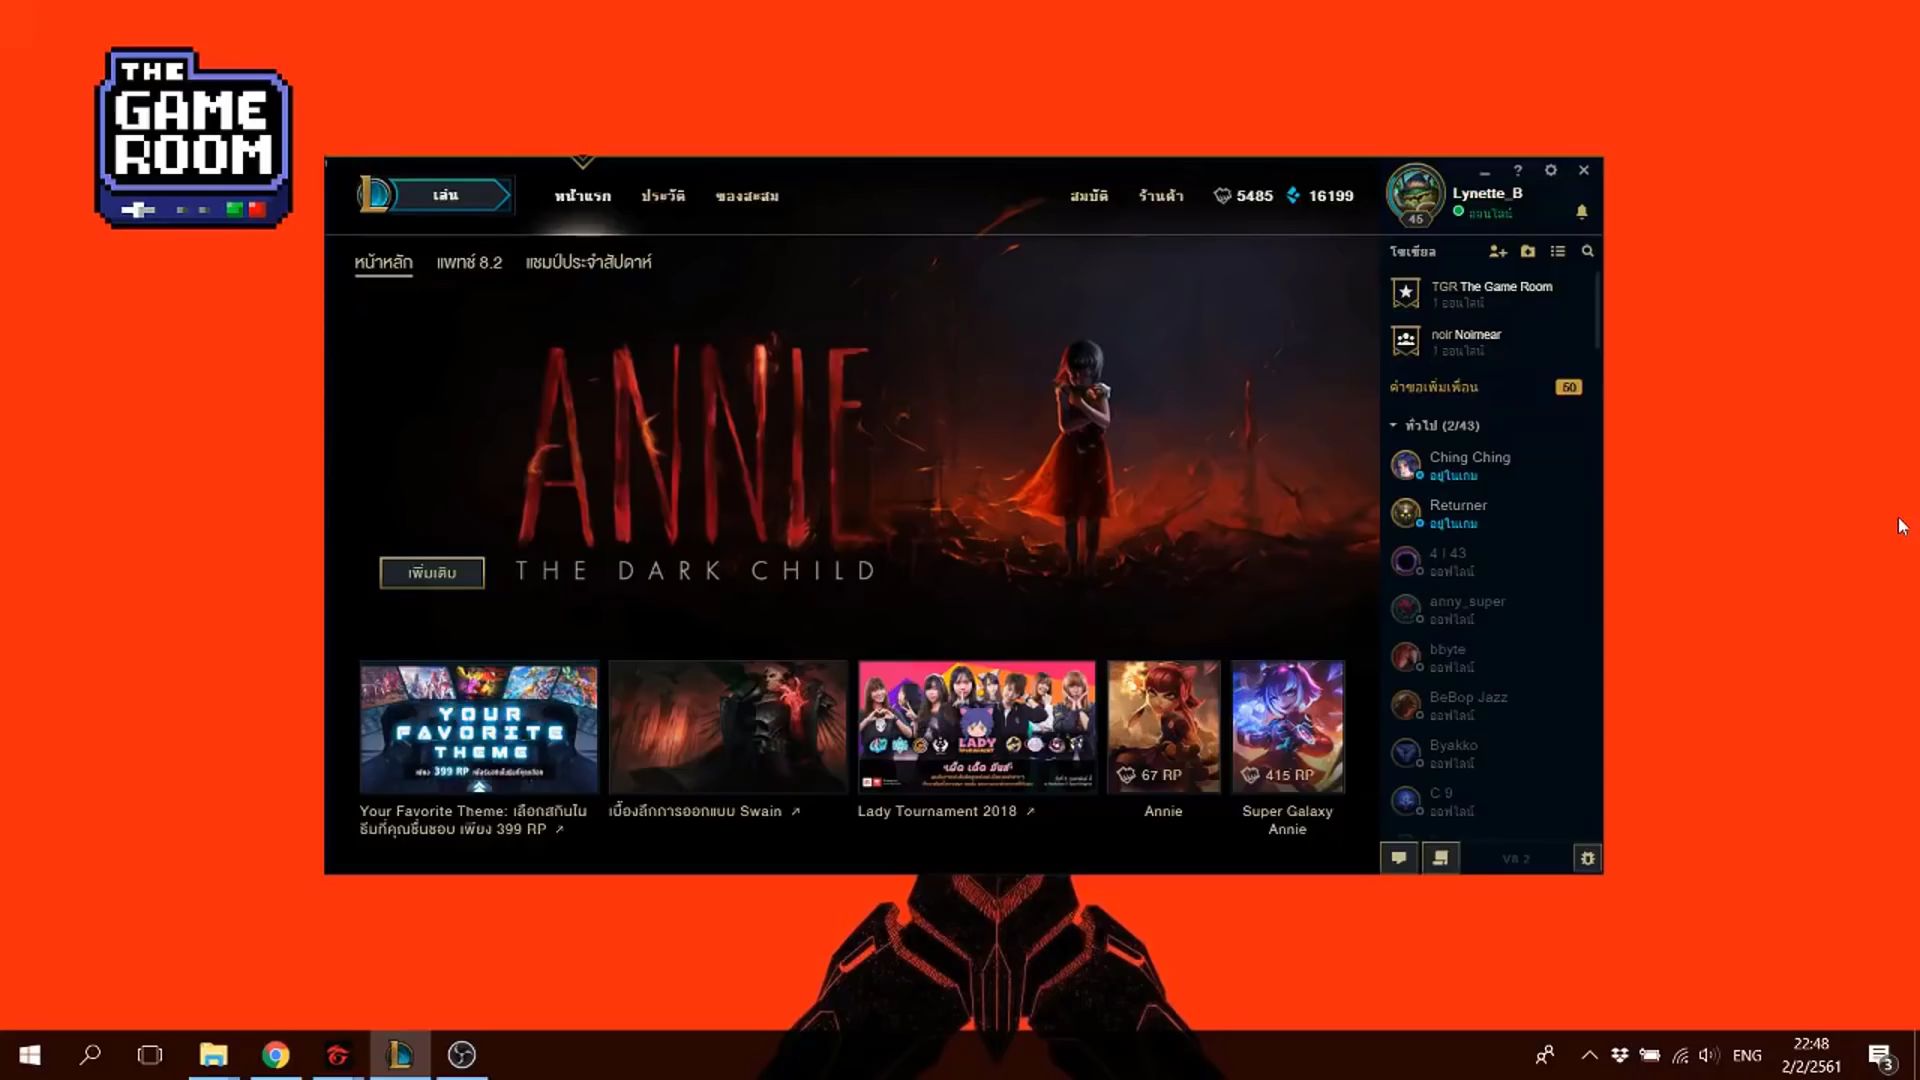 THE
GAME
ROOM
เล่น
หน้าแรก
ประวัติ
ของสะสม
สมบัติ
ร้านค้า
5485
16199
Lynette_B
ออนไลน์
45
หน้าหลัก
แพทช์ 8.2
แชมป์ประจำสัปดาห์
โซเชียล
TGR The Game Room
1 ออนไลน์
noir Noirnear
1 ออนไลน์
คำขอเพิ่มเพื่อน
50
ทั่วไป (2/43)
Ching Ching
อยู่ในเกม
Returner
อยู่ในเกม
4 l 43
ออฟไลน์
anny_super
ออฟไลน์
bbyte
ออฟไลน์
BeBop Jazz
ออฟไลน์
Byakko
ออฟไลน์
C 9
ออฟไลน์
V8.2
ANNIE
THE DARK CHILD
เพิ่มเติม
YOUR
FAVORITE
THEME
399 RP
Your Favorite Theme: เลือกสกินใน
ธีมที่คุณชื่นชอบ เพียง 399 RP
เบื้องลึกการออกแบบ Swain
LADY
Lady Tournament 2018
67 RP
Annie
415 RP
Super Galaxy
Annie
ENG
22:48
2/2/2561
3